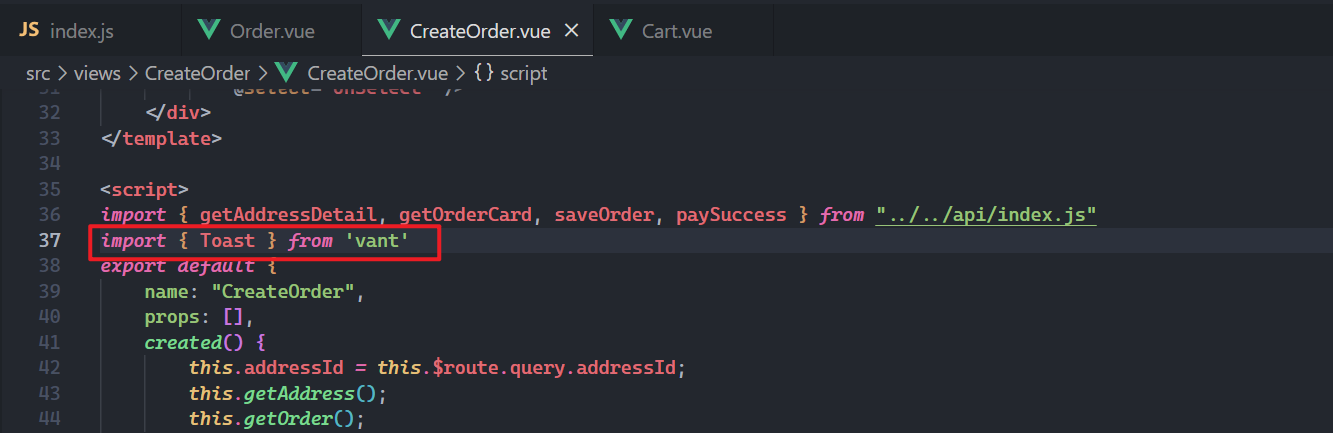 JS index.js Order.vue CreateOrder.vue × Cart.vue
src > views > CreateOrder > CreateOrder.vue > {} script
31 @select="onSelect" />
32 </div>
33 </template>
34
35 <script>
36 import { getAddressDetail, getOrderCard, saveOrder, paySuccess } from "../../api/index.js"
37 import { Toast } from 'vant'
38 export default {
39 name: "CreateOrder",
40 props: [],
41 created() {
42 this.addressId = this.$route.query.addressId;
43 this.getAddress();
44 this.getOrder();